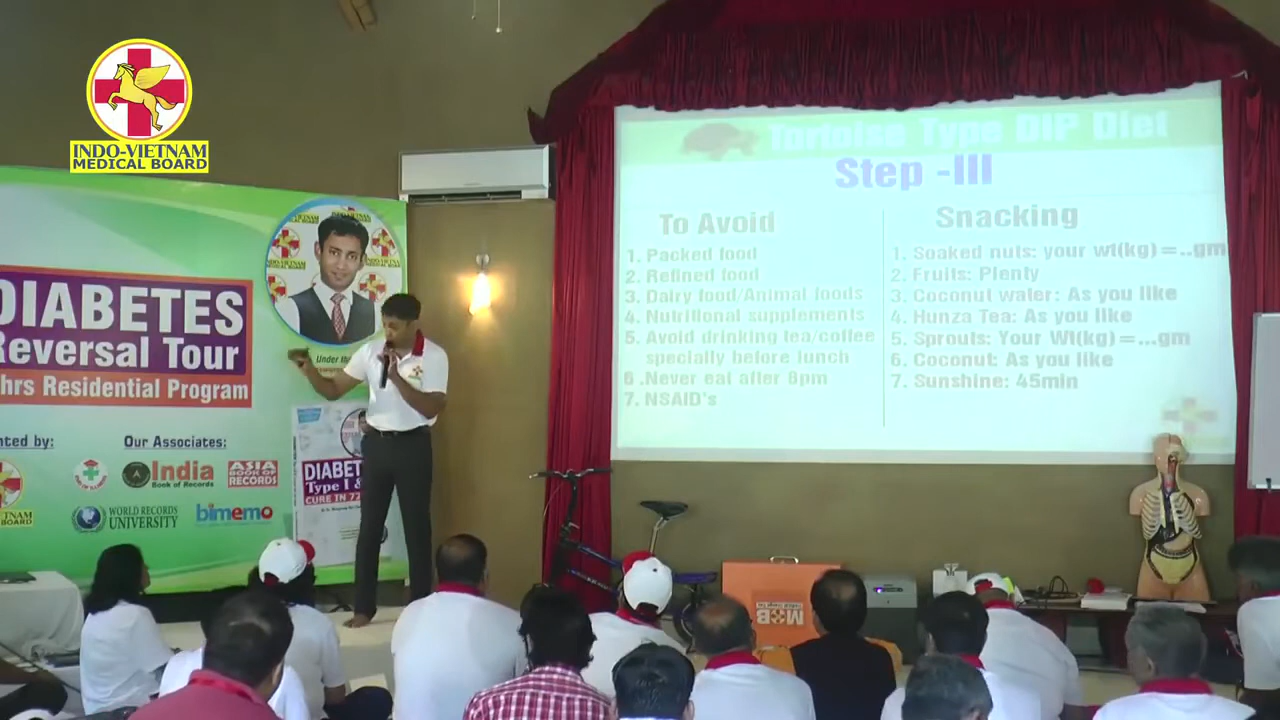 INDO-VIETNAM
MEDICAL BOARD
DIABETES
Reversal Tour
hrs Residential Program
Under the
Our Associates:
India
Book of Records
ASIA
BOOK OF
RECORDS
WORLD RECORDS
UNIVERSITY
bimemo
DIABET
Type I &
CURE IN 72
Tortoise Type DIP Diet
Step -III
To Avoid
1. Packed food
2. Refined food
3. Dairy food/Animal foods
4. Nutritional supplements
5. Avoid drinking tea/coffee
specially before lunch
6 .Never eat after 8pm
7. NSAID's
Snacking
1. Soaked nuts: your wt(kg)=..gm
2. Fruits: Plenty
3. Coconut water: As you like
4. Hunza Tea: As you like
5. Sprouts: Your Wt(kg)=...gm
6. Coconut: As you like
7. Sunshine: 45min